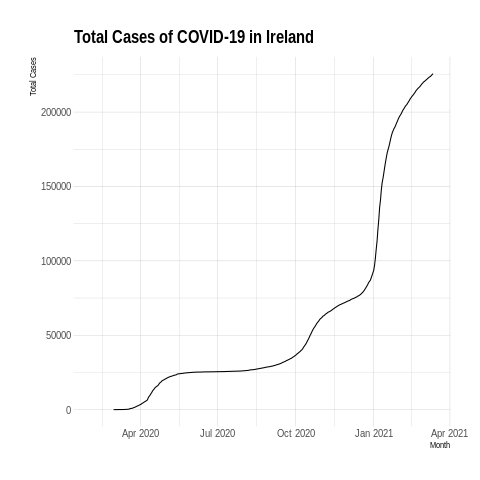 Total Cases of COVID-19 in Ireland
Total Cases
200000
150000
100000
50000
0
Apr 2020 Jul 2020 Oct 2020 Jan 2021 Apr 2021
Month